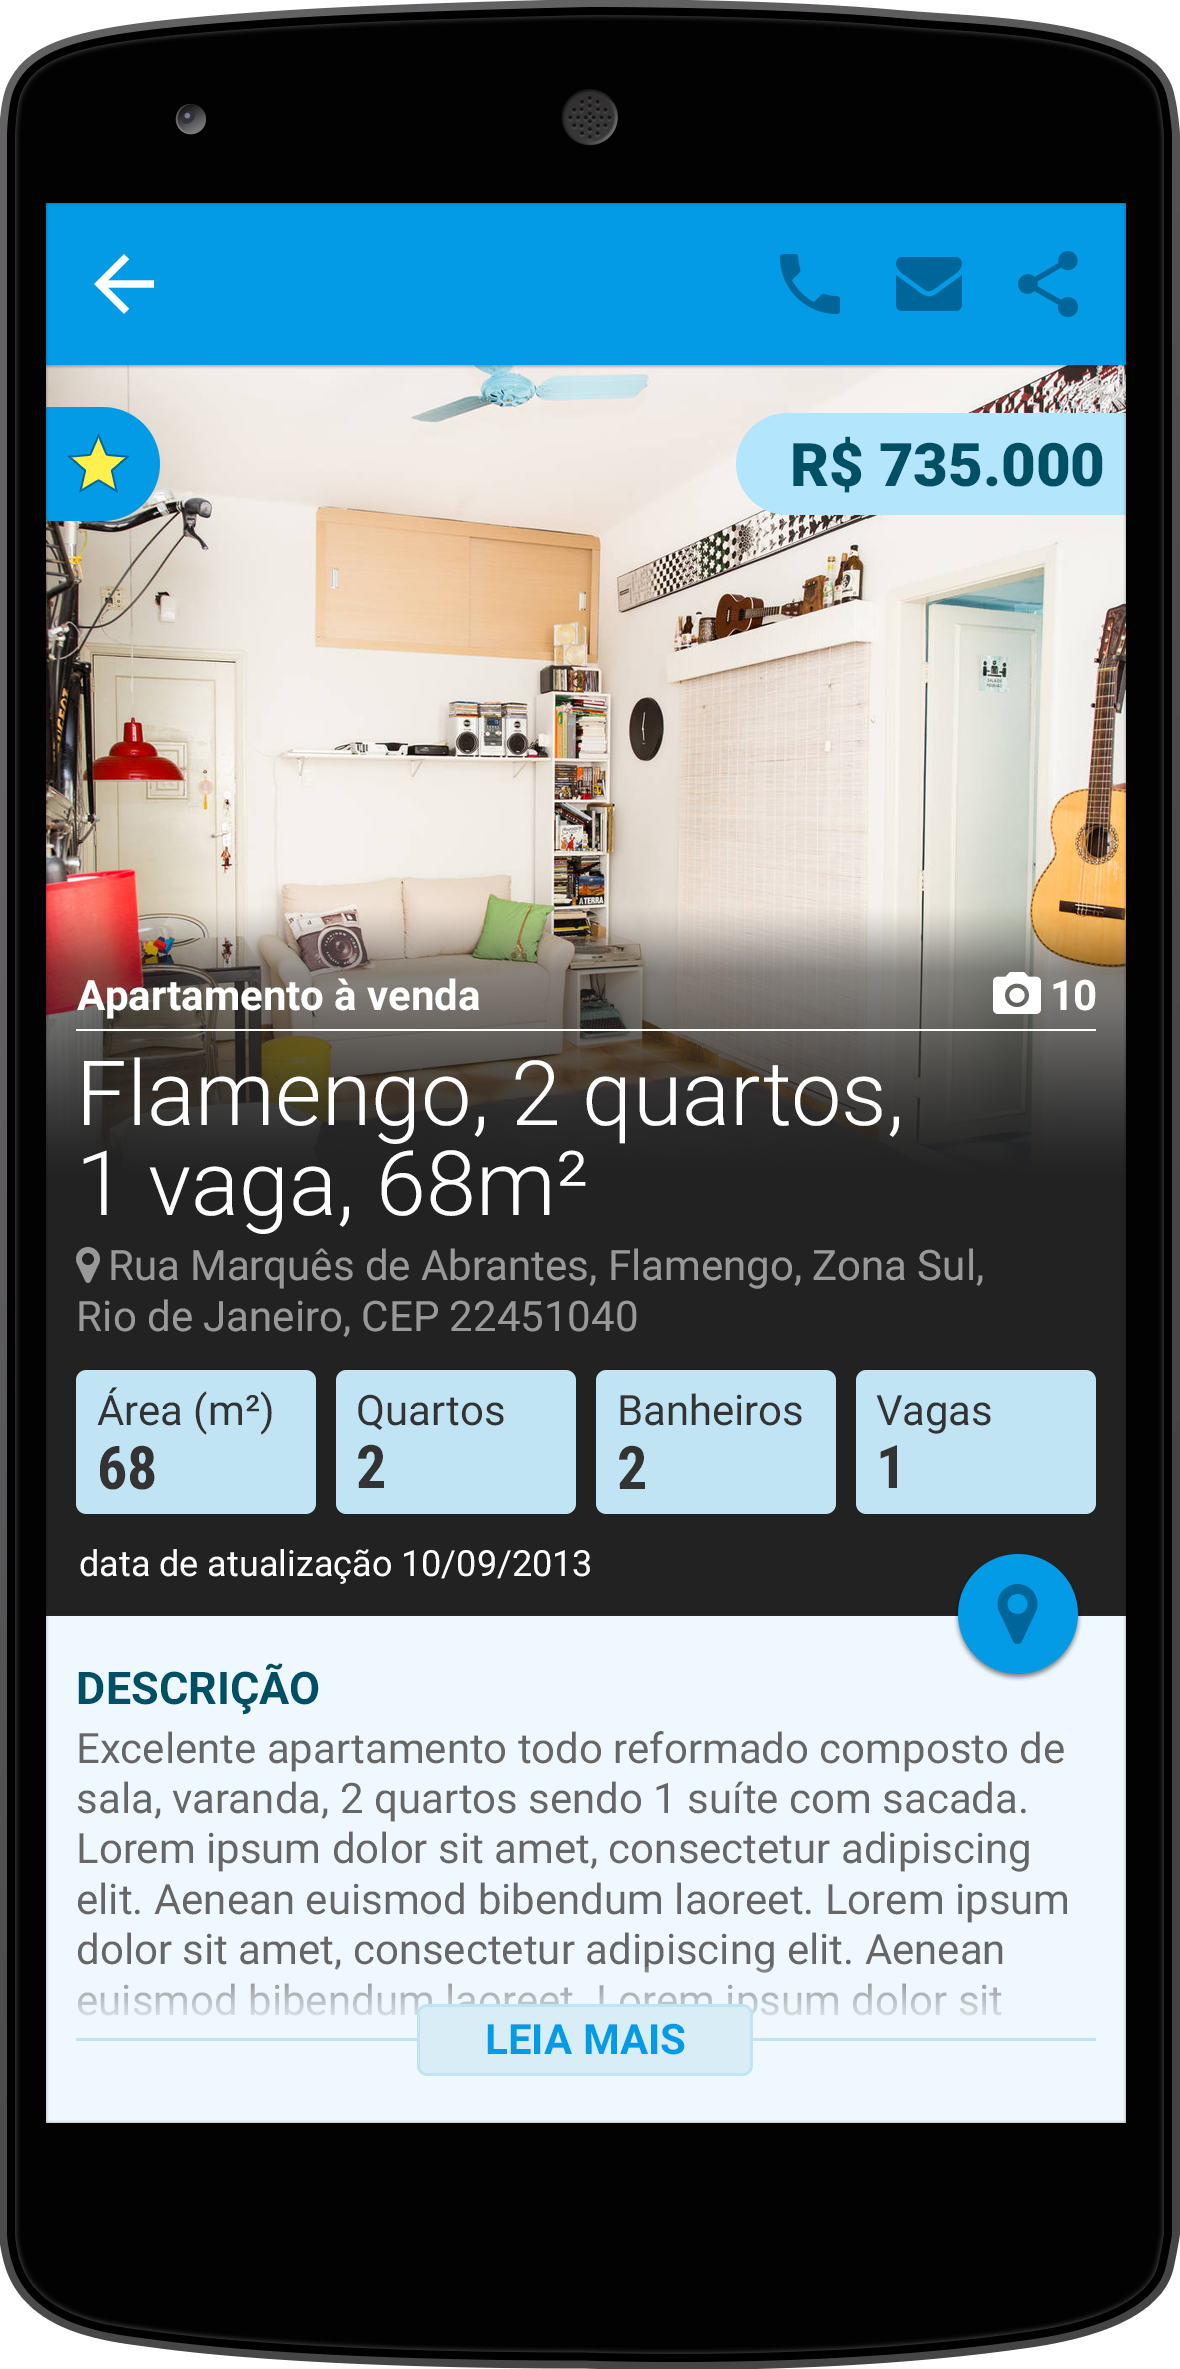 R$ 735.000
Apartamento à venda
10
Flamengo, 2 quartos,
1 vaga, 68m²
Rua Marquês de Abrantes, Flamengo, Zona Sul,
Rio de Janeiro, CEP 22451040
Área (m²)
68
Quartos
2
Banheiros
2
Vagas
1
data de atualização 10/09/2013
DESCRIÇÃO
Excelente apartamento todo reformado composto de
sala, varanda, 2 quartos sendo 1 suíte com sacada.
Lorem ipsum dolor sit amet, consectetur adipiscing
elit. Aenean euismod bibendum laoreet. Lorem ipsum
dolor sit amet, consectetur adipiscing elit. Aenean
euismod bibendum laoreet. Lorem ipsum dolor sit
LEIA MAIS